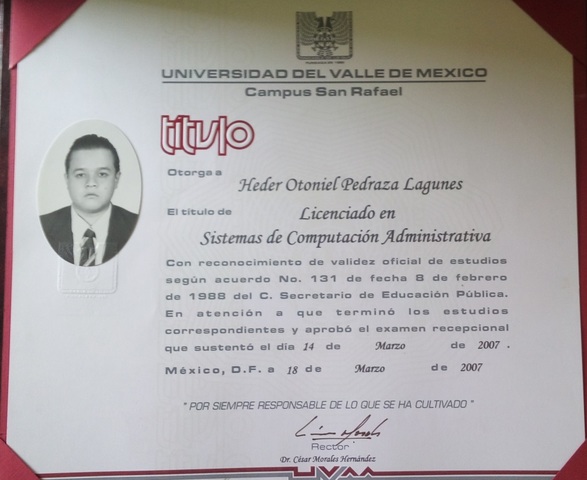 UNIVERSIDAD DEL VALLE DE MEXICO
Campus San Rafael
título
Otorga a
Heder Otoniel Pedraza Lagunes
El título de Licenciado en
Sistemas de Computación Administrativa
Con reconocimiento de validez oficial de estudios
según acuerdo No. 131 de fecha 8 de febrero
de 1988 del C. Secretario de Educación Pública.
En atención a que terminó los estudios
correspondientes y aprobó el examen recepcional
que sustentó el día 14 de Marzo de 2007.
México, D.F. a 18 de Marzo de 2007
" POR SIEMPRE RESPONSABLE DE LO QUE SE HA CULTIVADO "
Rector
Dr. César Morales Hernández
UVM